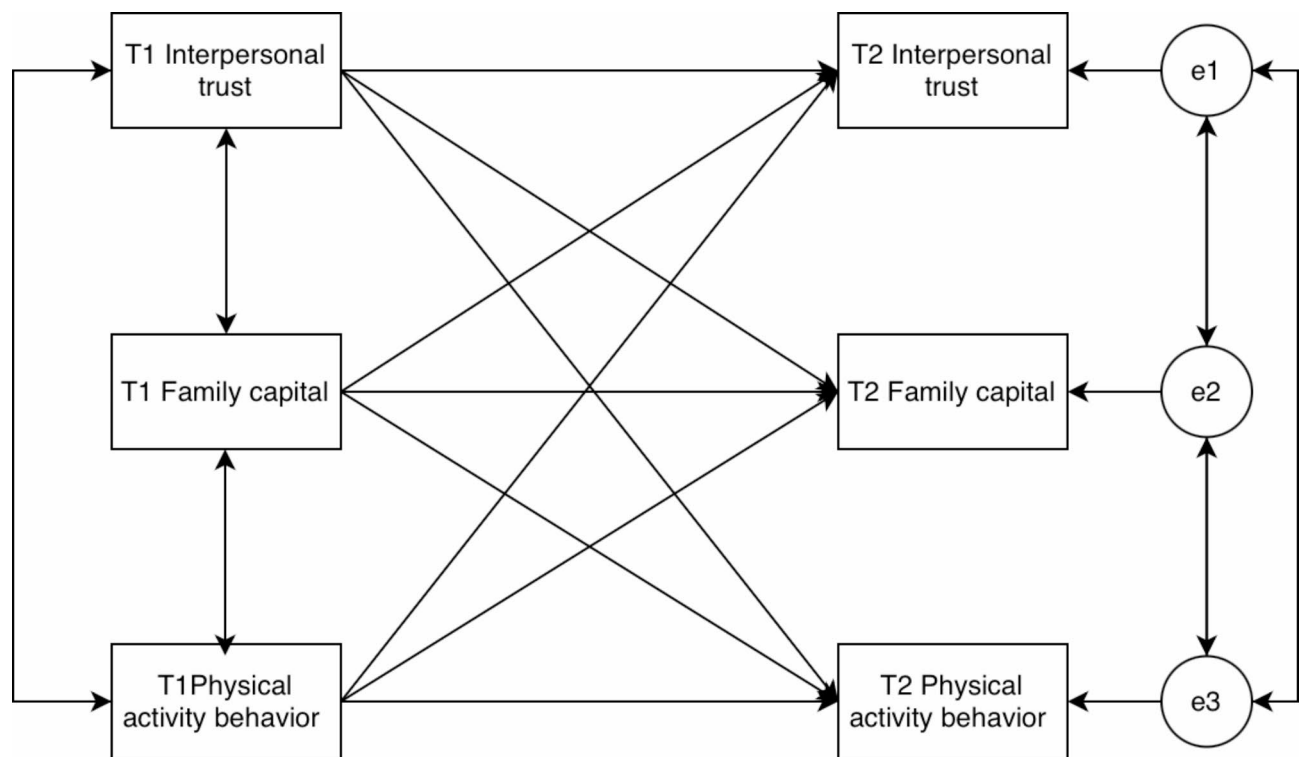 T1 Interpersonal
trust
T2 Interpersonal
trust
e1
T1 Family capital
T2 Family capital
e2
T1Physical
activity behavior
T2 Physical
activity behavior
e3